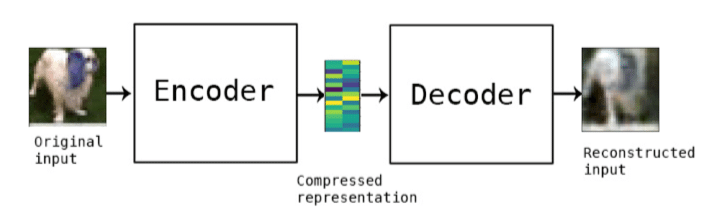 Encoder
Decoder
Original
input
Compressed
representation
Reconstructed
input